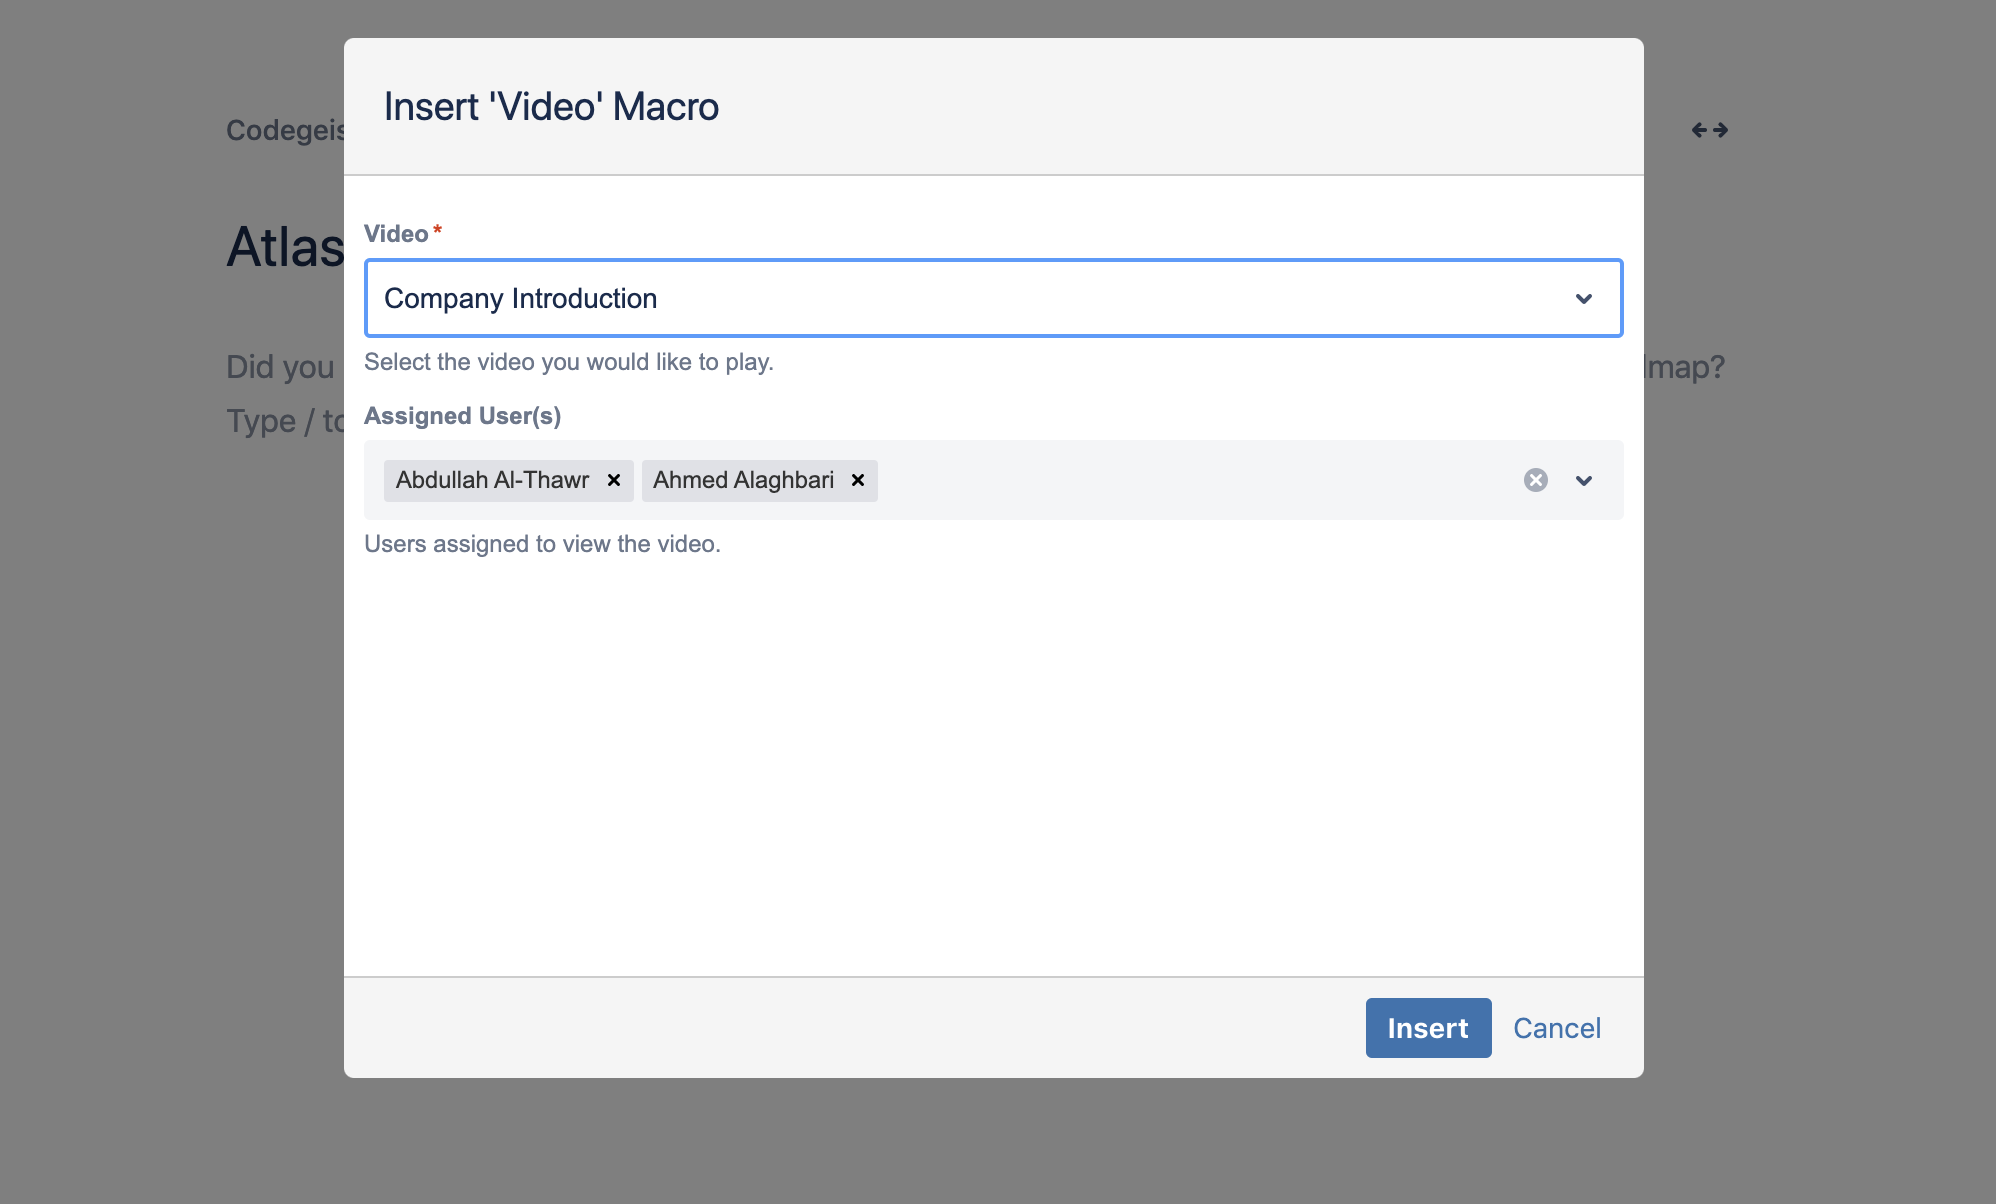 Insert 'Video' Macro
Codegeis
Atlas
Video*
Company Introduction
Select the video you would like to play.
Did you
lmap?
Type / to
Assigned User(s)
Abdullah Al-Thawr
Ahmed Alaghbari
Users assigned to view the video.
Insert
Cancel